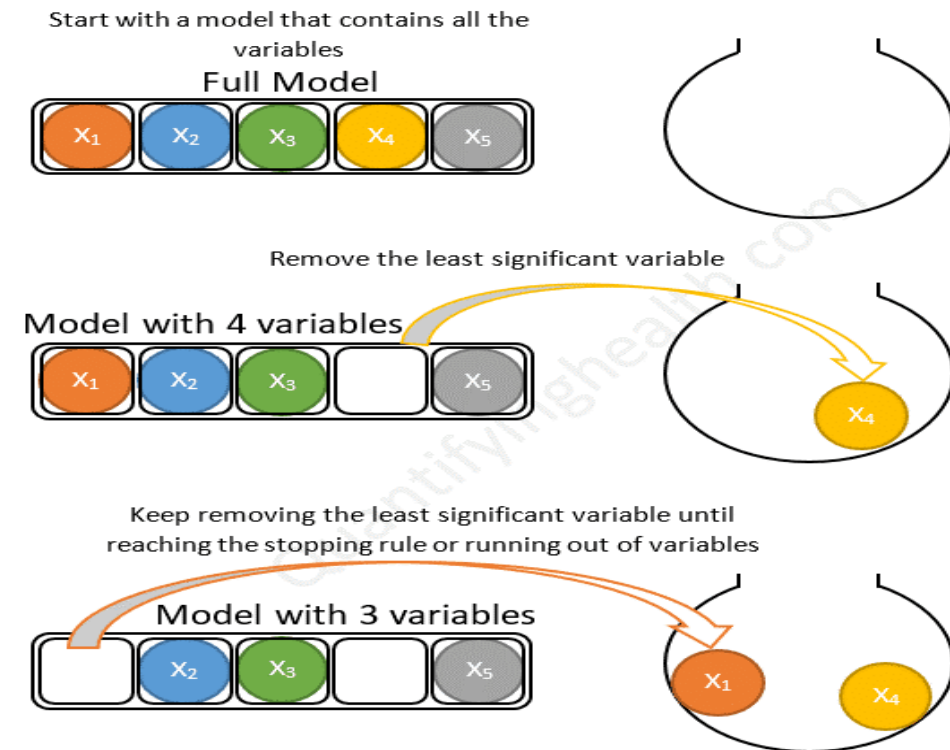 Start with a model that contains all the
variables
Full Model
X₁ X₂ X₃ X₄ X₅
Remove the least significant variable
Model with 4 variables
X₁ X₂ X₃ X₅
X₄
Keep removing the least significant variable until
reaching the stopping rule or running out of variables
Model with 3 variables
X₂ X₃ X₅
X₁ X₄
Quantifyinghealth.com